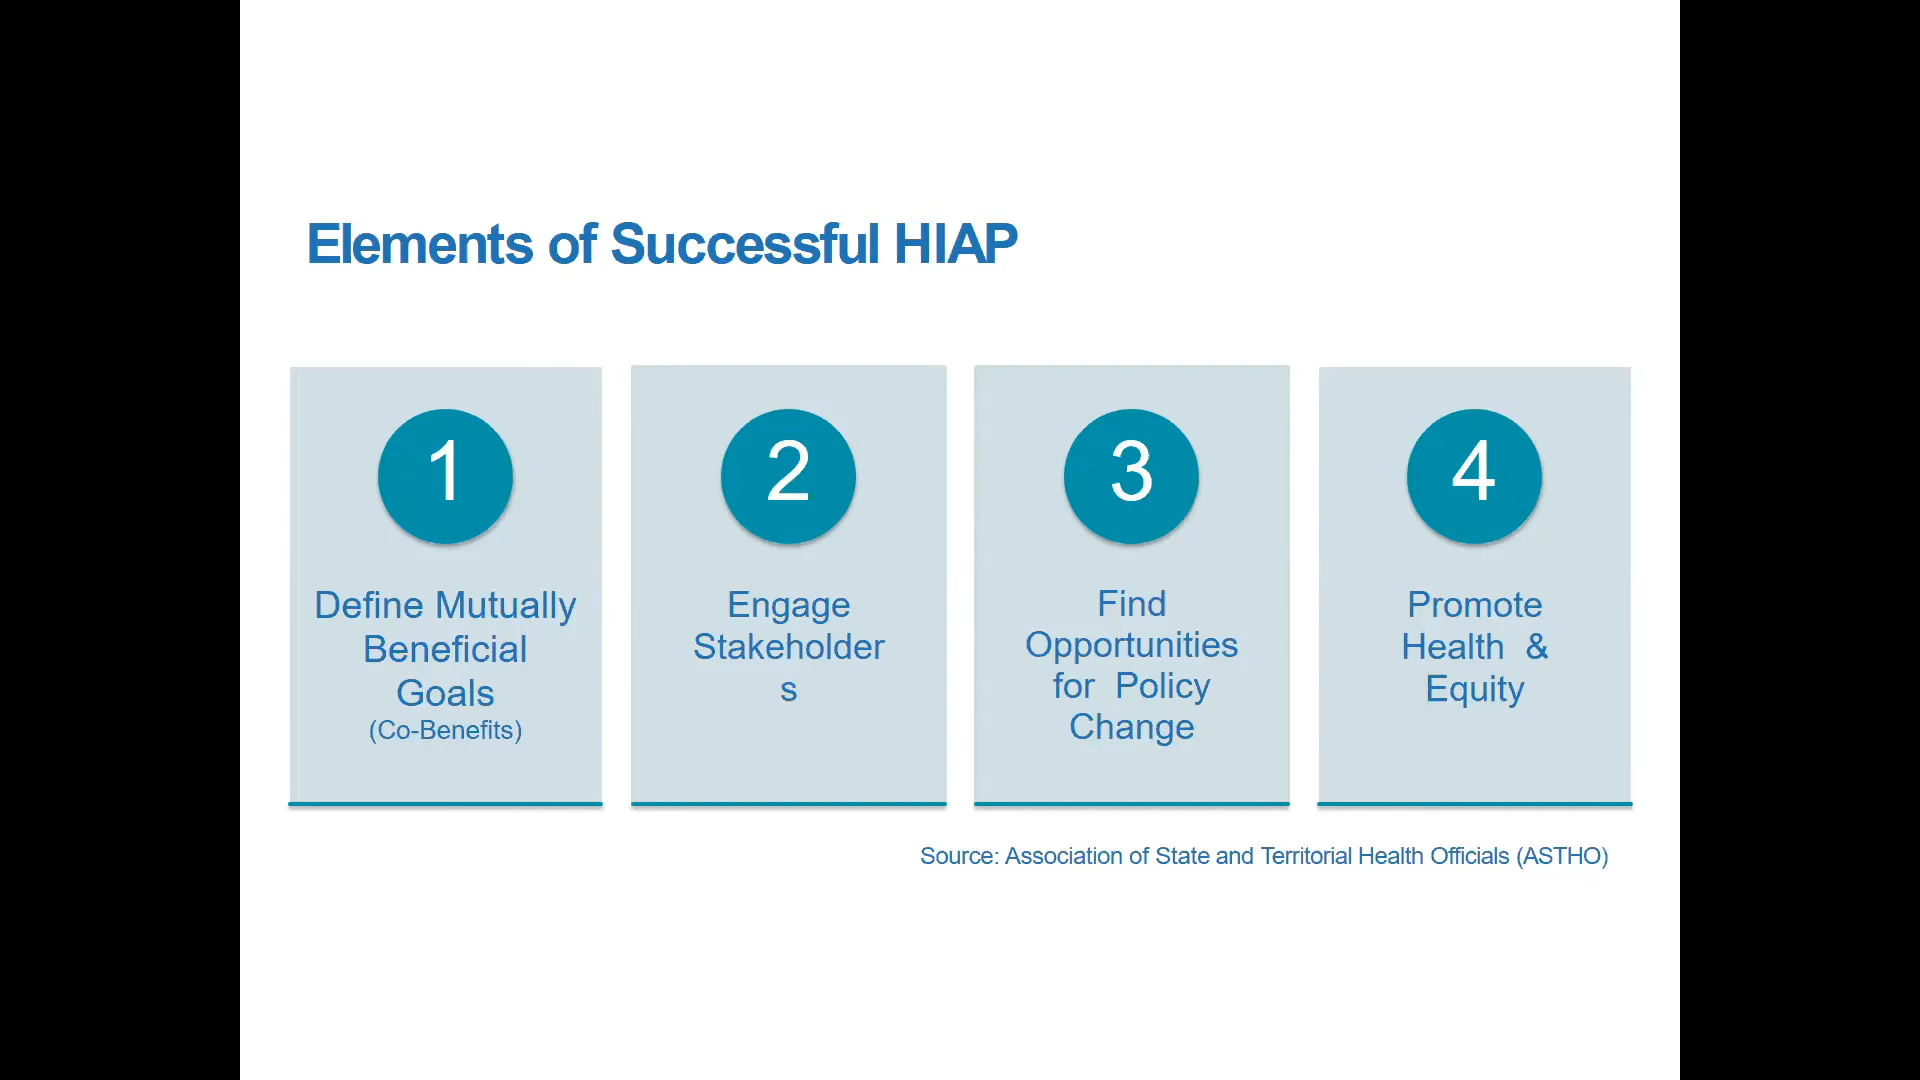 Elements of Successful HIAP
1
Define Mutually
Beneficial
Goals
(Co-Benefits)
2
Engage
Stakeholder
s
3
Find
Opportunities
for Policy
Change
4
Promote
Health &
Equity
Source: Association of State and Territorial Health Officials (ASTHO)